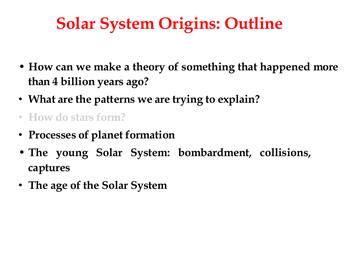 Solar System Origins: Outline
• How can we make a theory of something that happened more
than 4 billion years ago?
• What are the patterns we are trying to explain?
• How do stars form?
• Processes of planet formation
• The young Solar System: bombardment, collisions,
captures
• The age of the Solar System